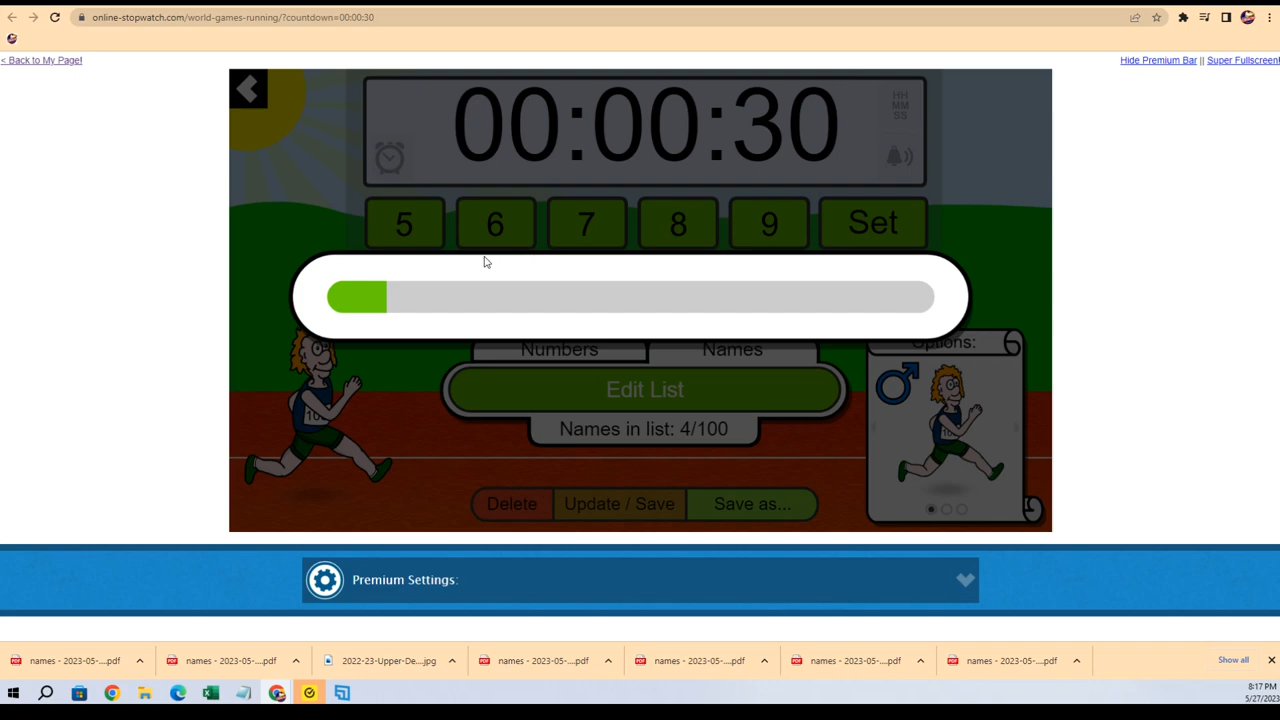 online-stopwatch.com/world-games-running/?countdown=00:00:30
< Back to My Page!
Hide Premium Bar || Super Fullscreen!
00:00:30
HH
MM
SS
5 6 7 8 9 Set
Numbers Names
Options:
Edit List
Names in list: 4/100
Delete Update / Save Save as...
Premium Settings:
names - 2023-05-....pdf names - 2023-05-....pdf 2022-23-Upper-De....jpg names - 2023-05-....pdf names - 2023-05-....pdf names - 2023-05-....pdf names - 2023-05-....pdf Show all
8:17 PM
5/27/2023